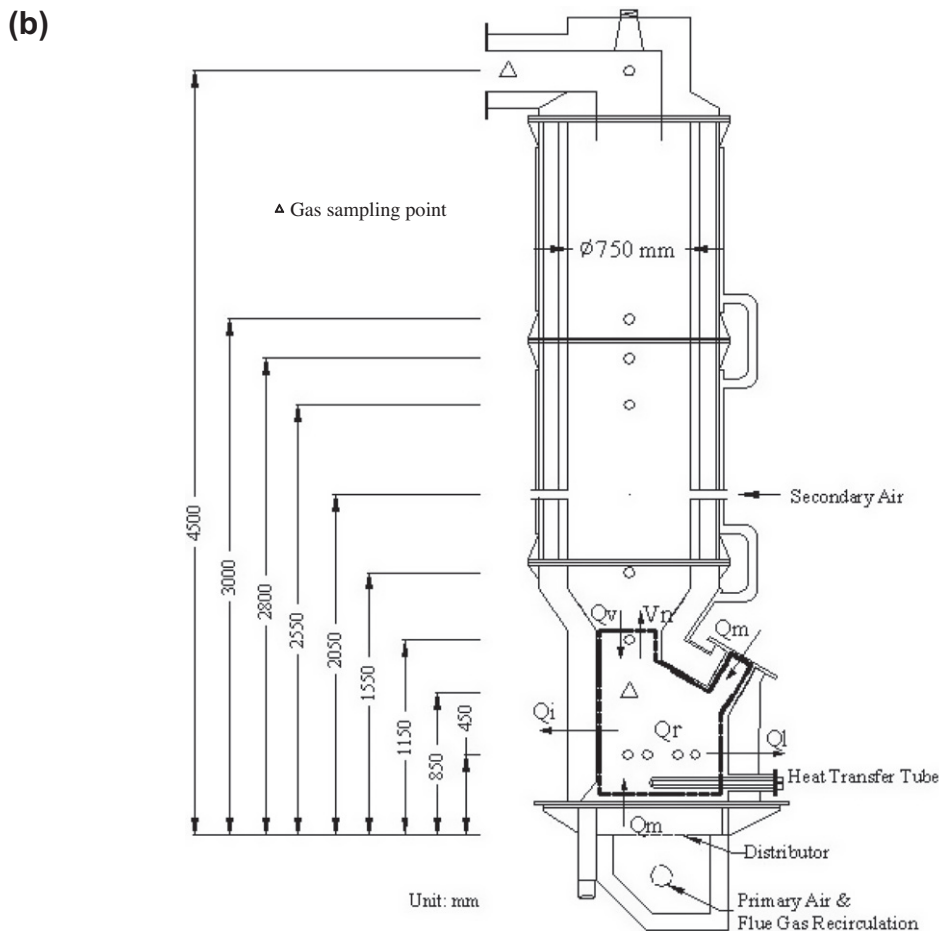 (b)
△ Gas sampling point
Ø750 mm
Secondary Air
4500
3000
2800
2550
2050
1550
1150
850
450
Qv
Vn
Qm
Qi
Qr
Ql
Heat Transfer Tube
Qm
Distributor
Unit: mm
Primary Air &
Flue Gas Recirculation